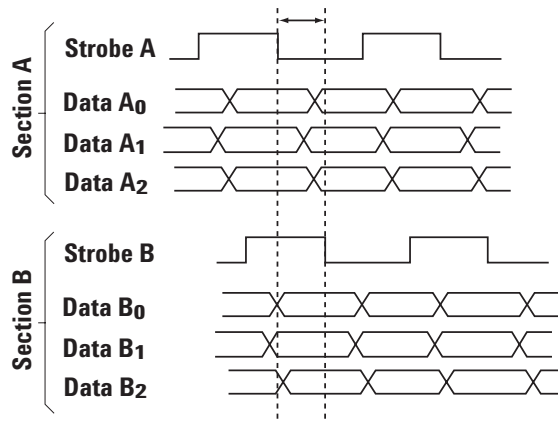 Section A
Strobe A
Data A0
Data A1
Data A2
Section B
Strobe B
Data B0
Data B1
Data B2